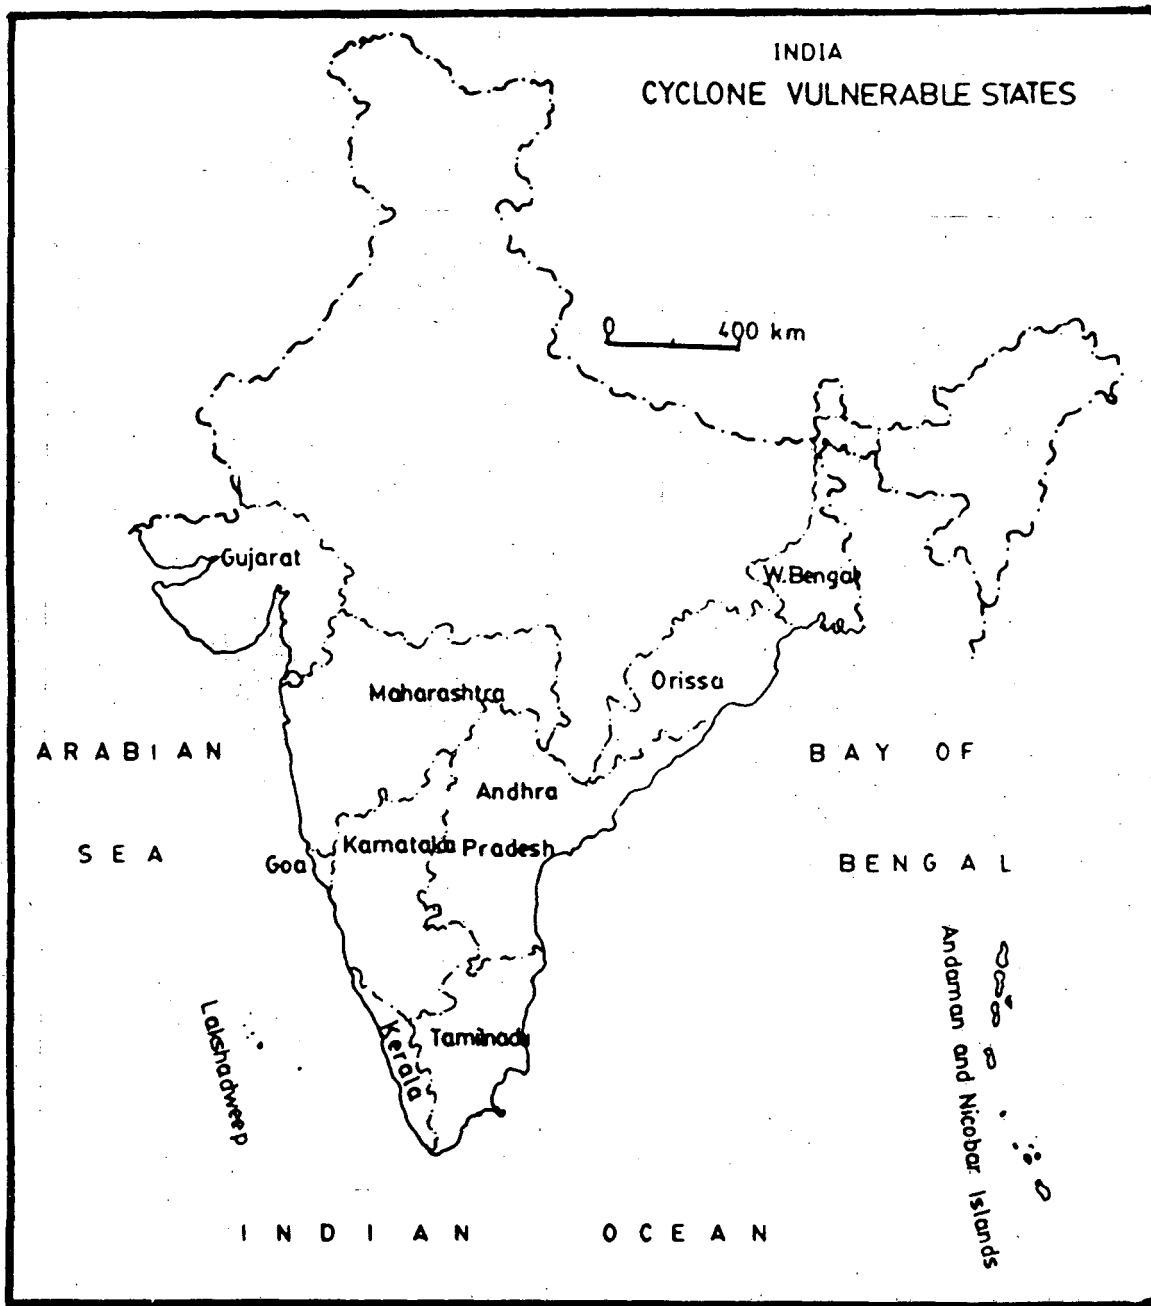 INDIA
CYCLONE VULNERABLE STATES
0 400 km
Gujarat
W.Bengal
Maharashtra
Orissa
ARABIAN
BAY OF
Andhra
Karnataka
Pradesh
SEA
Goa
BENGAL
Andaman and Nicobar Islands
Lakshadweep
Kerala
Tamilnadu
INDIAN OCEAN